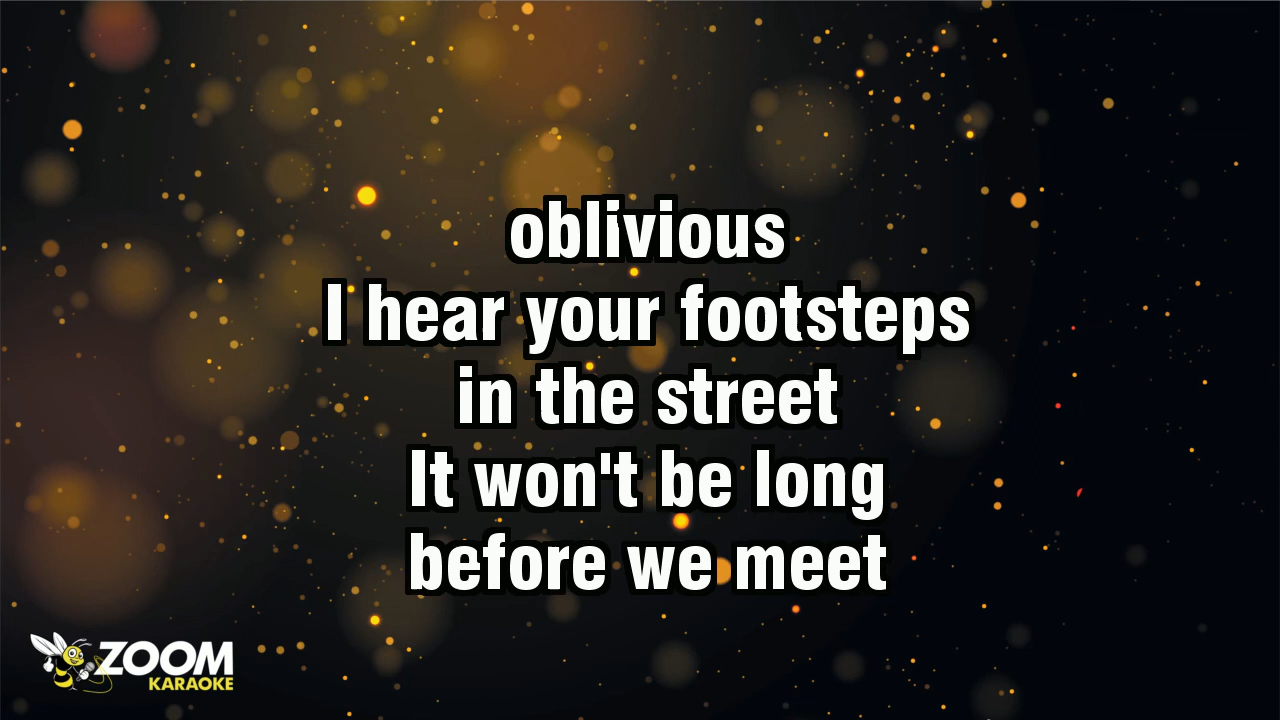 oblivious
I hear your footsteps
in the street
It won't be long
before we meet
ZOOM
KARAOKE